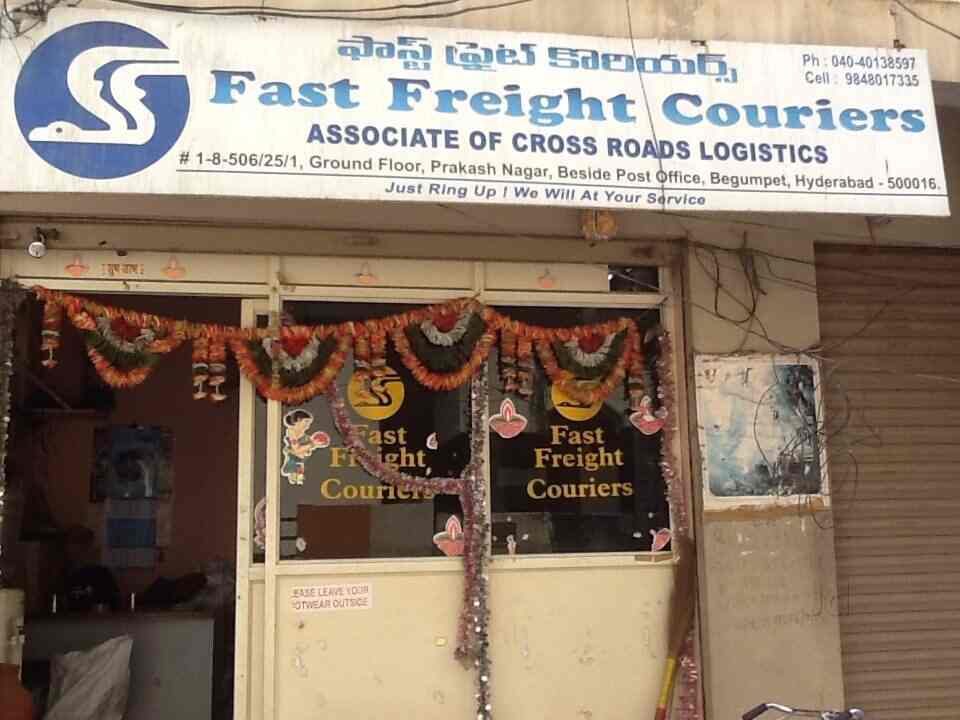 ఫాస్ట్ ఫ్రైట్ కొరియర్స్
Ph : 040-40138597
Cell : 9848017335
Fast Freight Couriers
ASSOCIATE OF CROSS ROADS LOGISTICS
# 1-8-506/25/1, Ground Floor, Prakash Nagar, Beside Post Office, Begumpet, Hyderabad - 500016.
Just Ring Up ! We Will At Your Service
Fast
Freight
Couriers
Fast
Freight
Couriers
EASE LEAVE YOUR
OTWEAR OUTSIDE